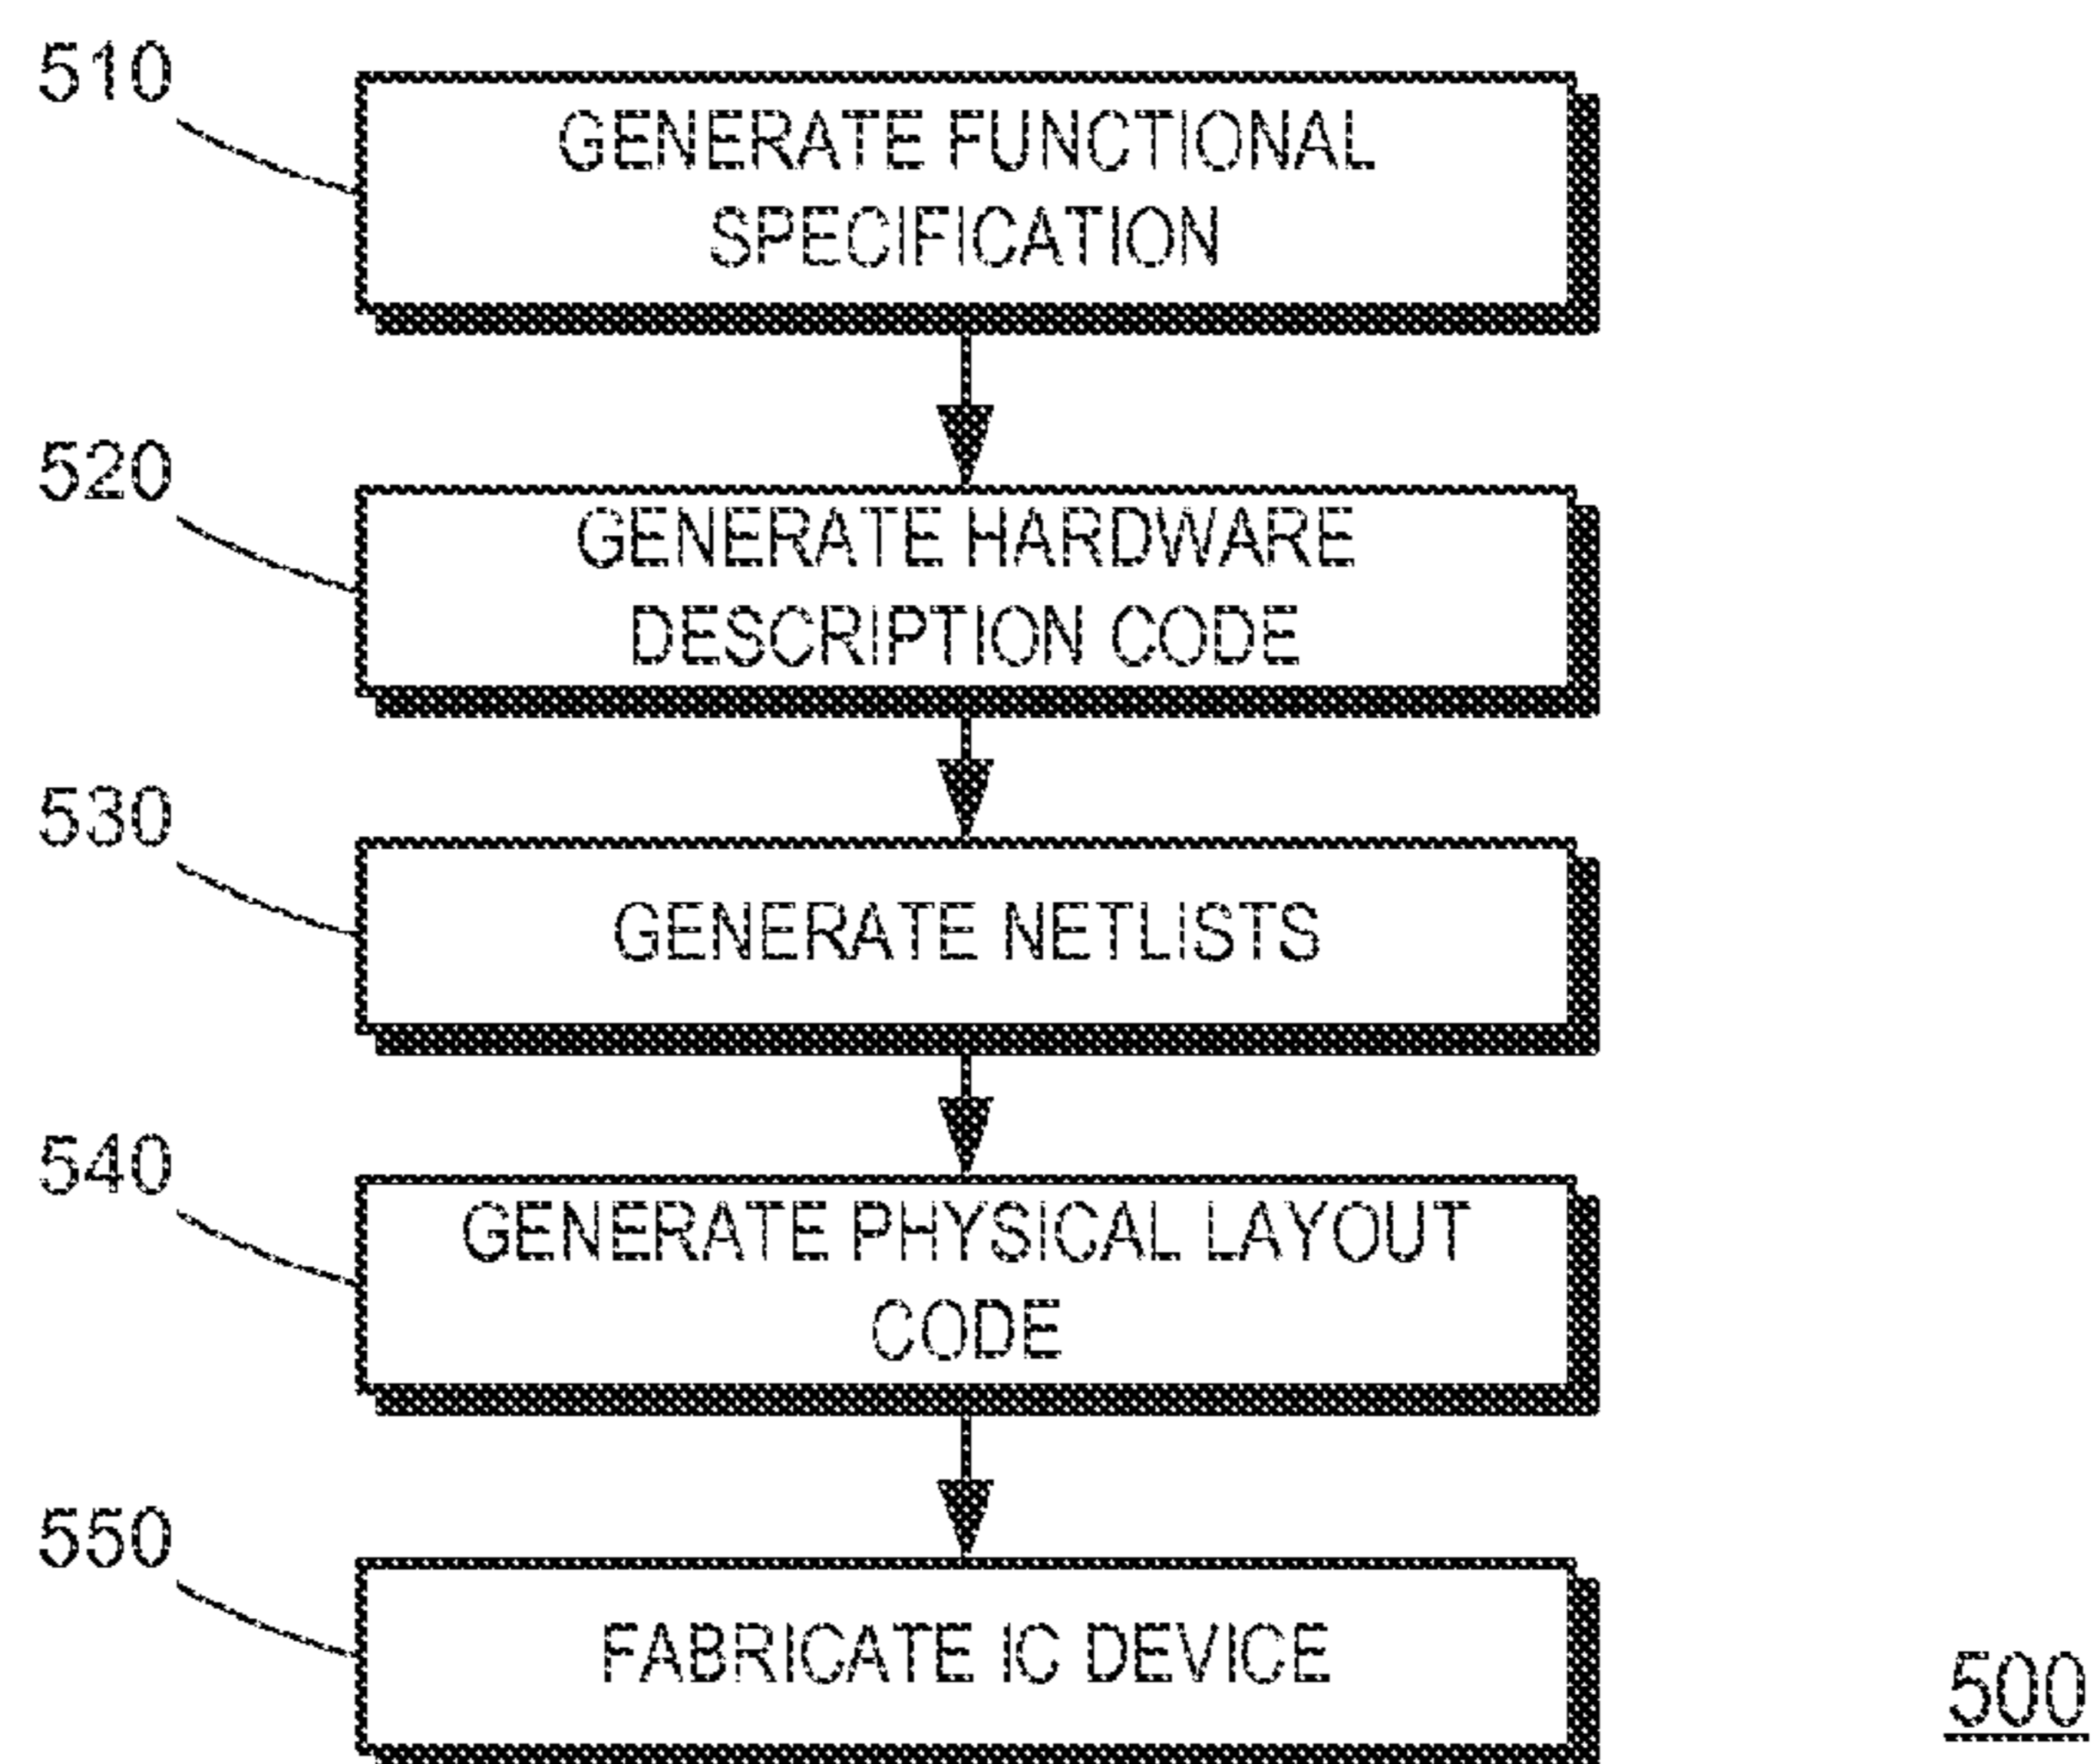 510
GENERATE FUNCTIONAL
SPECIFICATION
520
GENERATE HARDWARE
DESCRIPTION CODE
530
GENERATE NETLISTS
540
GENERATE PHYSICAL LAYOUT
CODE
550
FABRICATE IC DEVICE
500